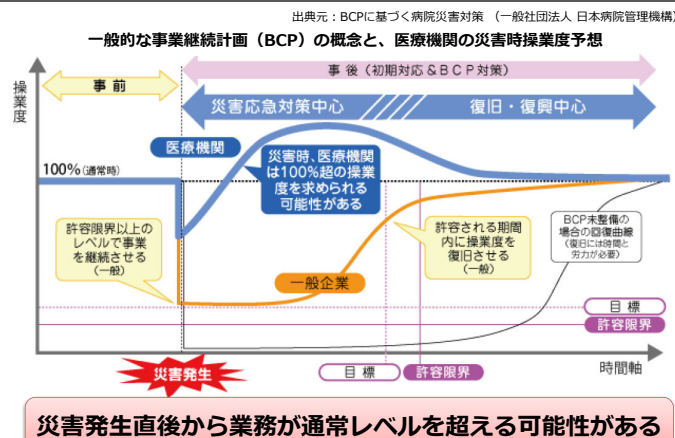 出典元：BCPに基づく病院災害対策 （一般社団法人 日本病院管理機構）
一般的な事業継続計画（BCP）の概念と、医療機関の災害時操業度予想
操業度
事 前
事 後（初期対応＆ＢＣＰ対策）
災害応急対策中心
復旧・復興中心
医療機関
100%(通常時)
災害時、医療機関
は100%超の操業
度を求められる
可能性がある
許容限界以上の
レベルで事業
を継続させる
（一般）
一般企業
許容される期間
内に操業度を
復旧させる
（一般）
BCP未整備の
場合の回復曲線
（復旧には時間と
労力が必要）
目 標
許容限界
災害発生
目 標
許容限界
時間軸
災害発生直後から業務が通常レベルを超える可能性がある